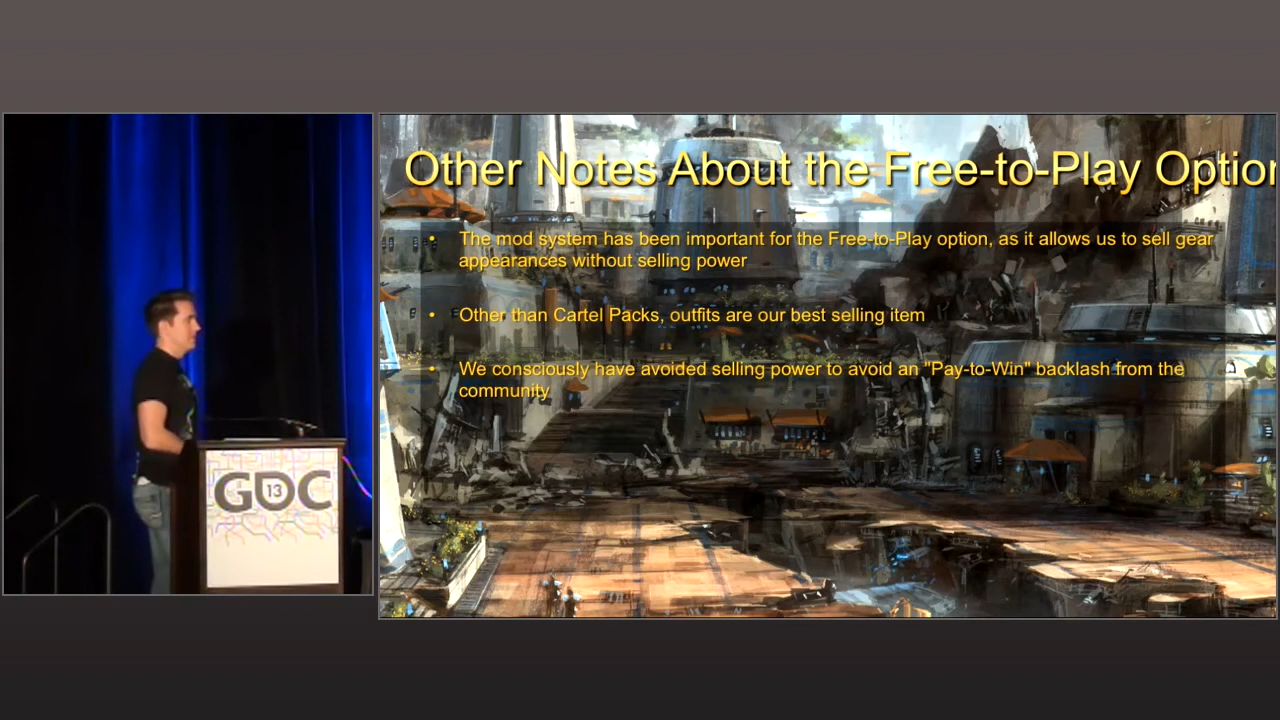 Other Notes About the Free-to-Play Option
• The mod system has been important for the Free-to-Play option, as it allows us to sell gear
appearances without selling power
• Other than Cartel Packs, outfits are our best selling item
• We consciously have avoided selling power to avoid an "Pay-to-Win" backlash from the
community
GDC
13